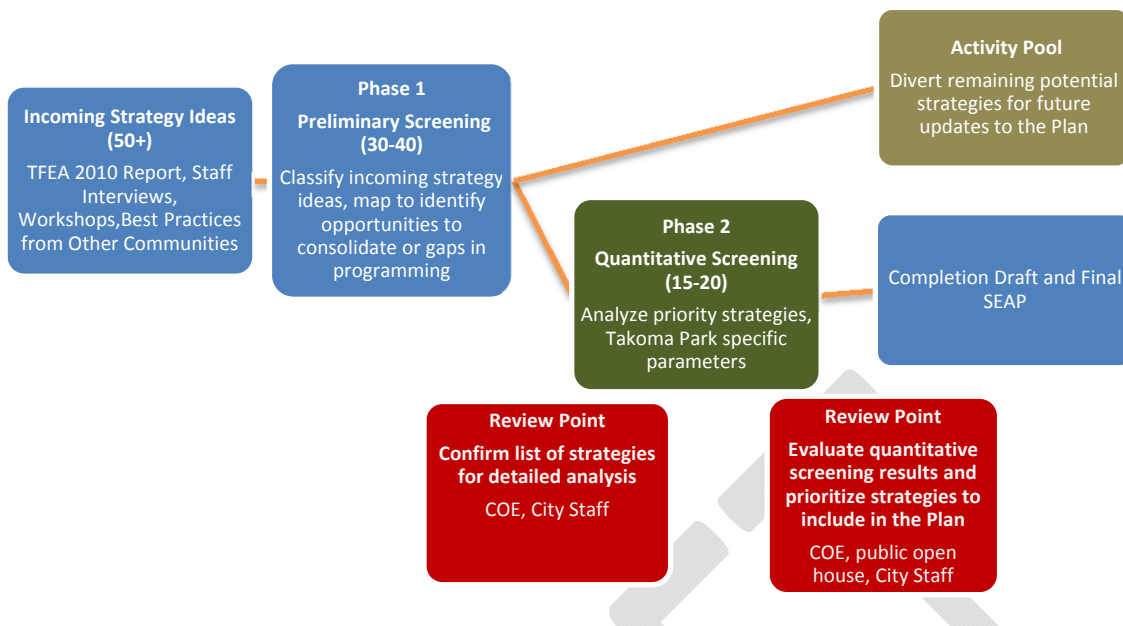 Incoming Strategy Ideas
(50+)
TFEA 2010 Report, Staff
Interviews,
Workshops,Best Practices
from Other Communities
Phase 1
Preliminary Screening
(30-40)
Classify incoming strategy
ideas, map to identify
opportunities to
consolidate or gaps in
programming
Activity Pool
Divert remaining potential
strategies for future
updates to the Plan
Phase 2
Quantitative Screening
(15-20)
Analyze priority strategies,
Takoma Park specific
parameters
Completion Draft and Final
SEAP
Review Point
Confirm list of strategies
for detailed analysis
COE, City Staff
Review Point
Evaluate quantitative
screening results and
prioritize strategies to
include in the Plan
COE, public open
house, City Staff